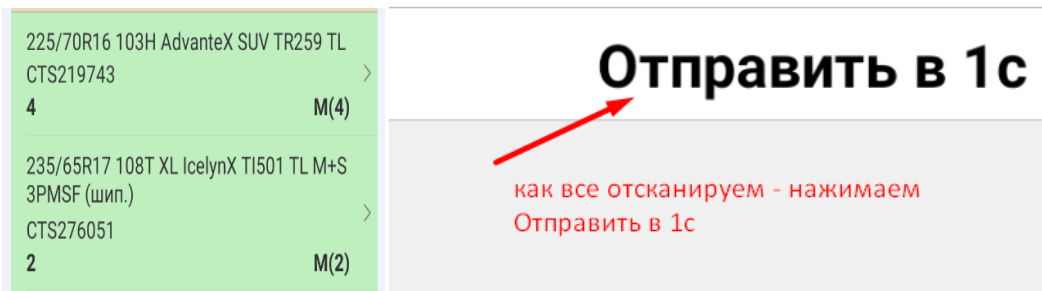 225/70R16 103H AdvanteX SUV TR259 TL
CTS219743
4 M(4)
235/65R17 108T XL IcelynX TI501 TL M+S
3PMSF (шип.)
CTS276051
2 M(2)
Отправить в 1с
как все отсканируем - нажимаем
Отправить в 1с